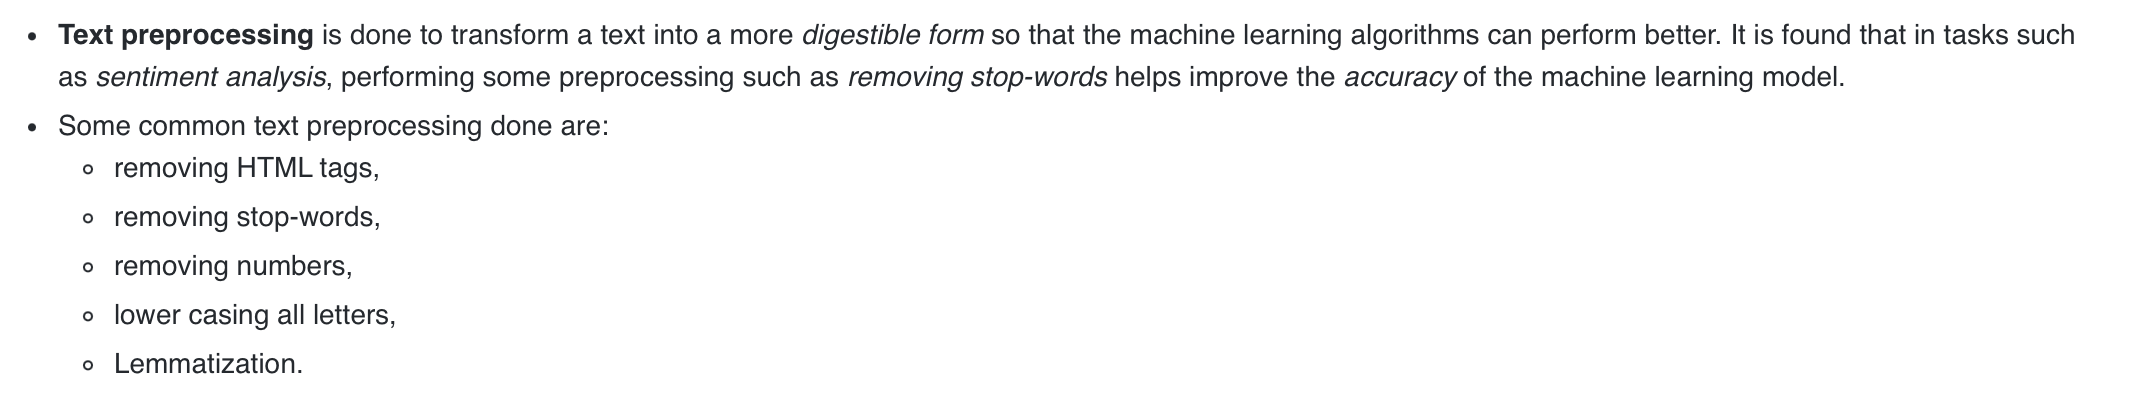 Text preprocessing is done to transform a text into a more digestible form so that the machine learning algorithms can perform better. It is found that in tasks such
as sentiment analysis, performing some preprocessing such as removing stop-words helps improve the accuracy of the machine learning model.
Some common text preprocessing done are:
removing HTML tags,
removing stop-words,
removing numbers,
lower casing all letters,
Lemmatization.